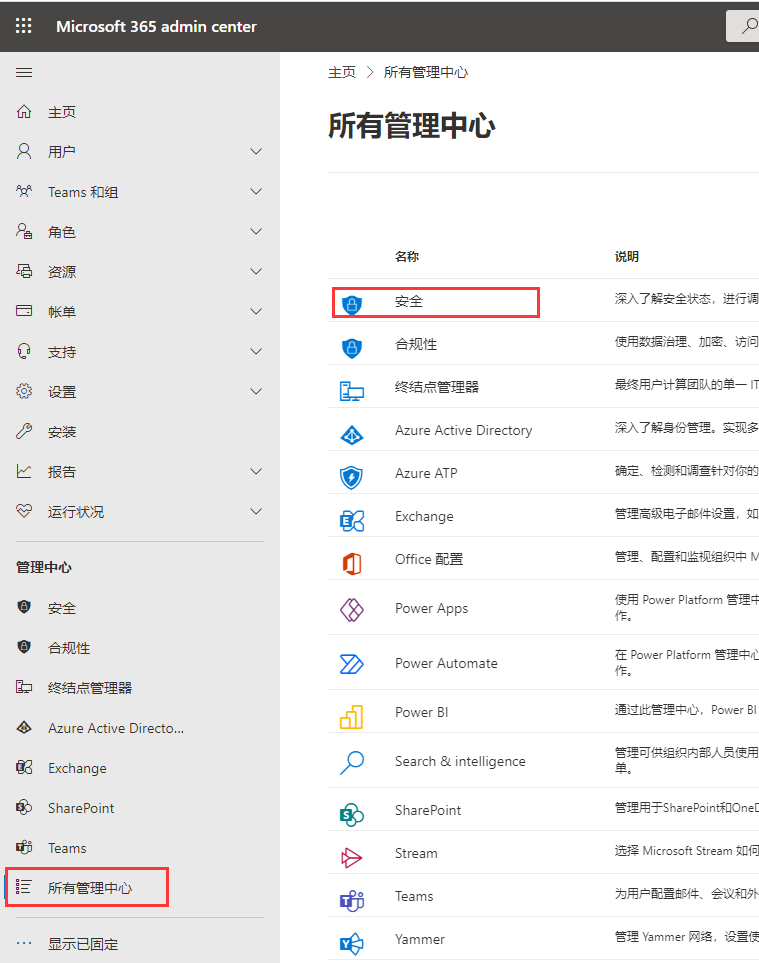 Microsoft 365 admin center
主页
用户
Teams 和组
角色
资源
帐单
支持
设置
安装
报告
运行状况
管理中心
安全
合规性
终结点管理器
Azure Active Directo...
Exchange
SharePoint
Teams
所有管理中心
显示已固定
主页 > 所有管理中心
所有管理中心
名称 说明
安全 深入了解安全状态，进行调
合规性 使用数据治理、加密、访问
终结点管理器 最终用户计算团队的单一 IT
Azure Active Directory 深入了解身份管理。实现多
Azure ATP 确定、检测和调查针对你的
Exchange 管理高级电子邮件设置，如
Office 配置 管理、配置和监视组织中 M
Power Apps 使用 Power Platform 管理中
作。
Power Automate 在 Power Platform 管理中心
作。
Power BI 通过此管理中心，Power BI
Search & intelligence 管理可供组织内部人员使用
单。
SharePoint 管理用于SharePoint和OneD
Stream 选择 Microsoft Stream 如何
Teams 为用户配置邮件、会议和外
Yammer 管理 Yammer 网络，设置使